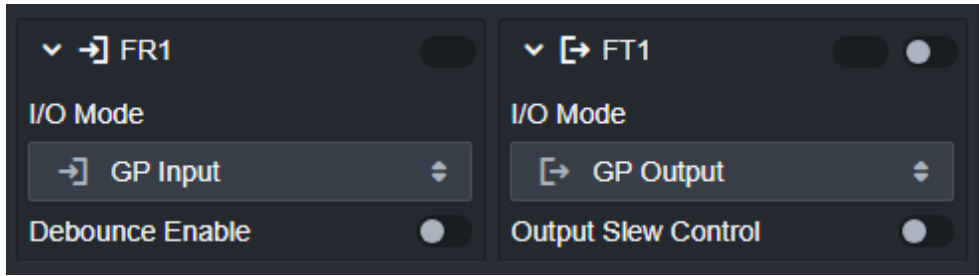 FR1
I/O Mode
GP Input
Debounce Enable
FT1
I/O Mode
GP Output
Output Slew Control